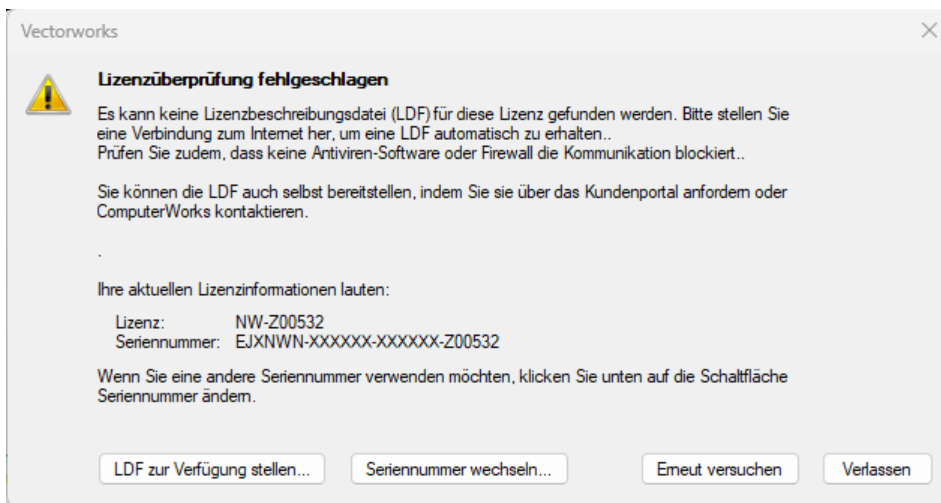 Vectorworks
Lizenzüberprüfung fehlgeschlagen
Es kann keine Lizenzbeschreibungsdatei (LDF) für diese Lizenz gefunden werden. Bitte stellen Sie
eine Verbindung zum Internet her, um eine LDF automatisch zu erhalten..
Prüfen Sie zudem, dass keine Antiviren-Software oder Firewall die Kommunikation blockiert..
Sie können die LDF auch selbst bereitstellen, indem Sie sie über das Kundenportal anfordern oder
ComputerWorks kontaktieren.
.
Ihre aktuellen Lizenzinformationen lauten:
Lizenz: NW-Z00532
Seriennummer: EJXNWN-XXXXXX-XXXXXX-Z00532
Wenn Sie eine andere Seriennummer verwenden möchten, klicken Sie unten auf die Schaltfläche
Seriennummer ändern.
LDF zur Verfügung stellen... Seriennummer wechseln... Erneut versuchen Verlassen